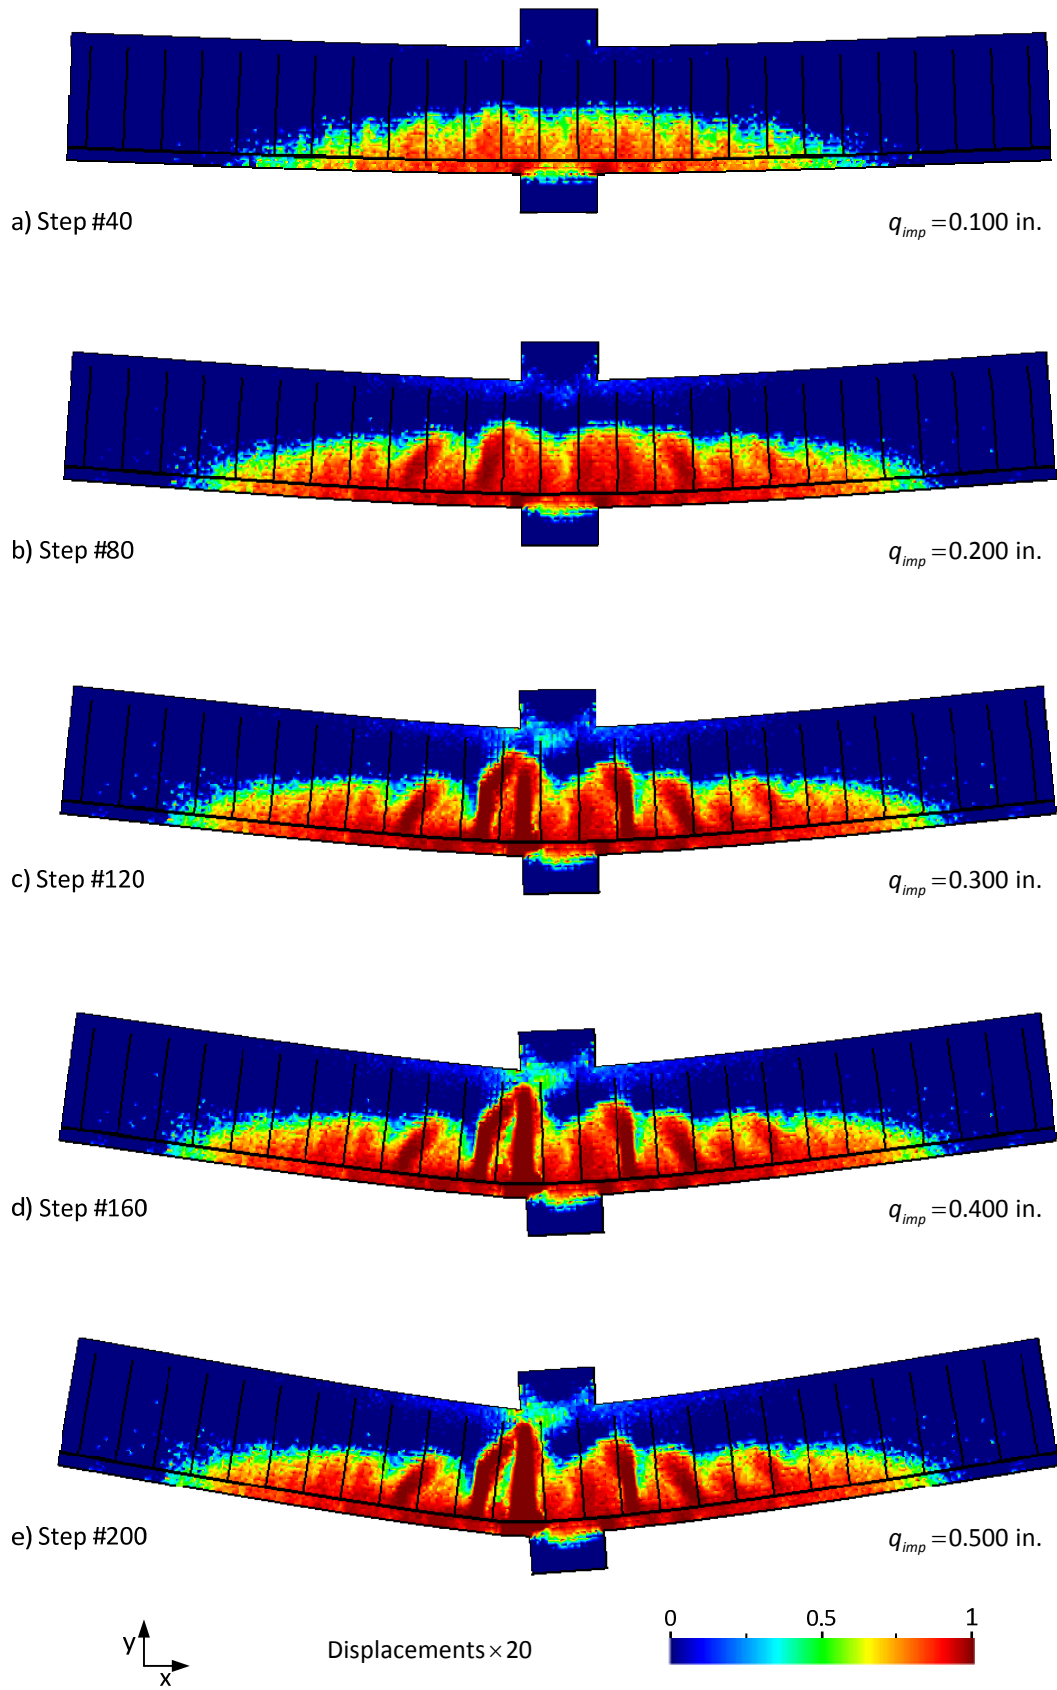 a) Step #40 q_imp = 0.100 in.
b) Step #80 q_imp = 0.200 in.
c) Step #120 q_imp = 0.300 in.
d) Step #160 q_imp = 0.400 in.
e) Step #200 q_imp = 0.500 in.
0 0.5 1
y
x
Displacements × 20